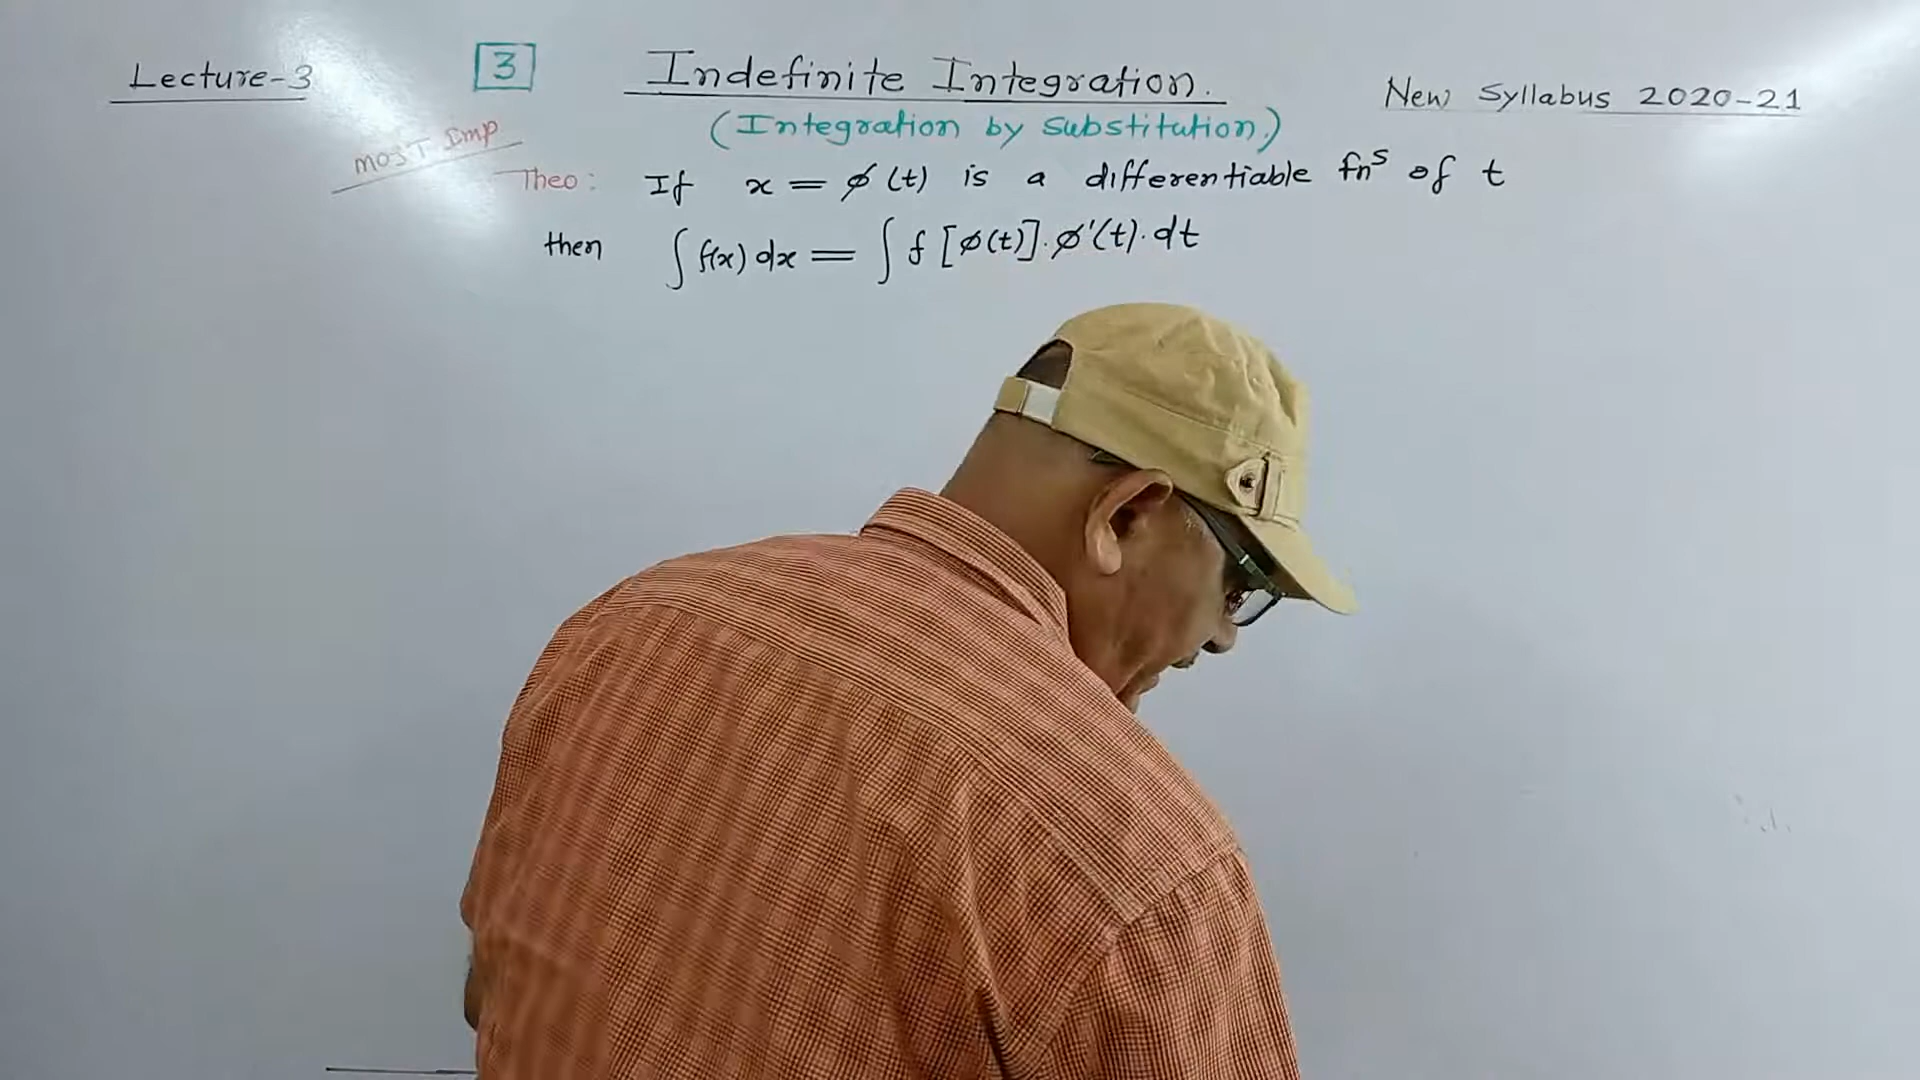 Lecture-3
3
Indefinite Integration.
New Syllabus 2020-21
(Integration by substitution.)
MOST Imp
Theo: If x = ϕ(t) is a differentiable fnˢ of t
then ∫ f(x) dx = ∫ f [ϕ(t)]. ϕ'(t). dt